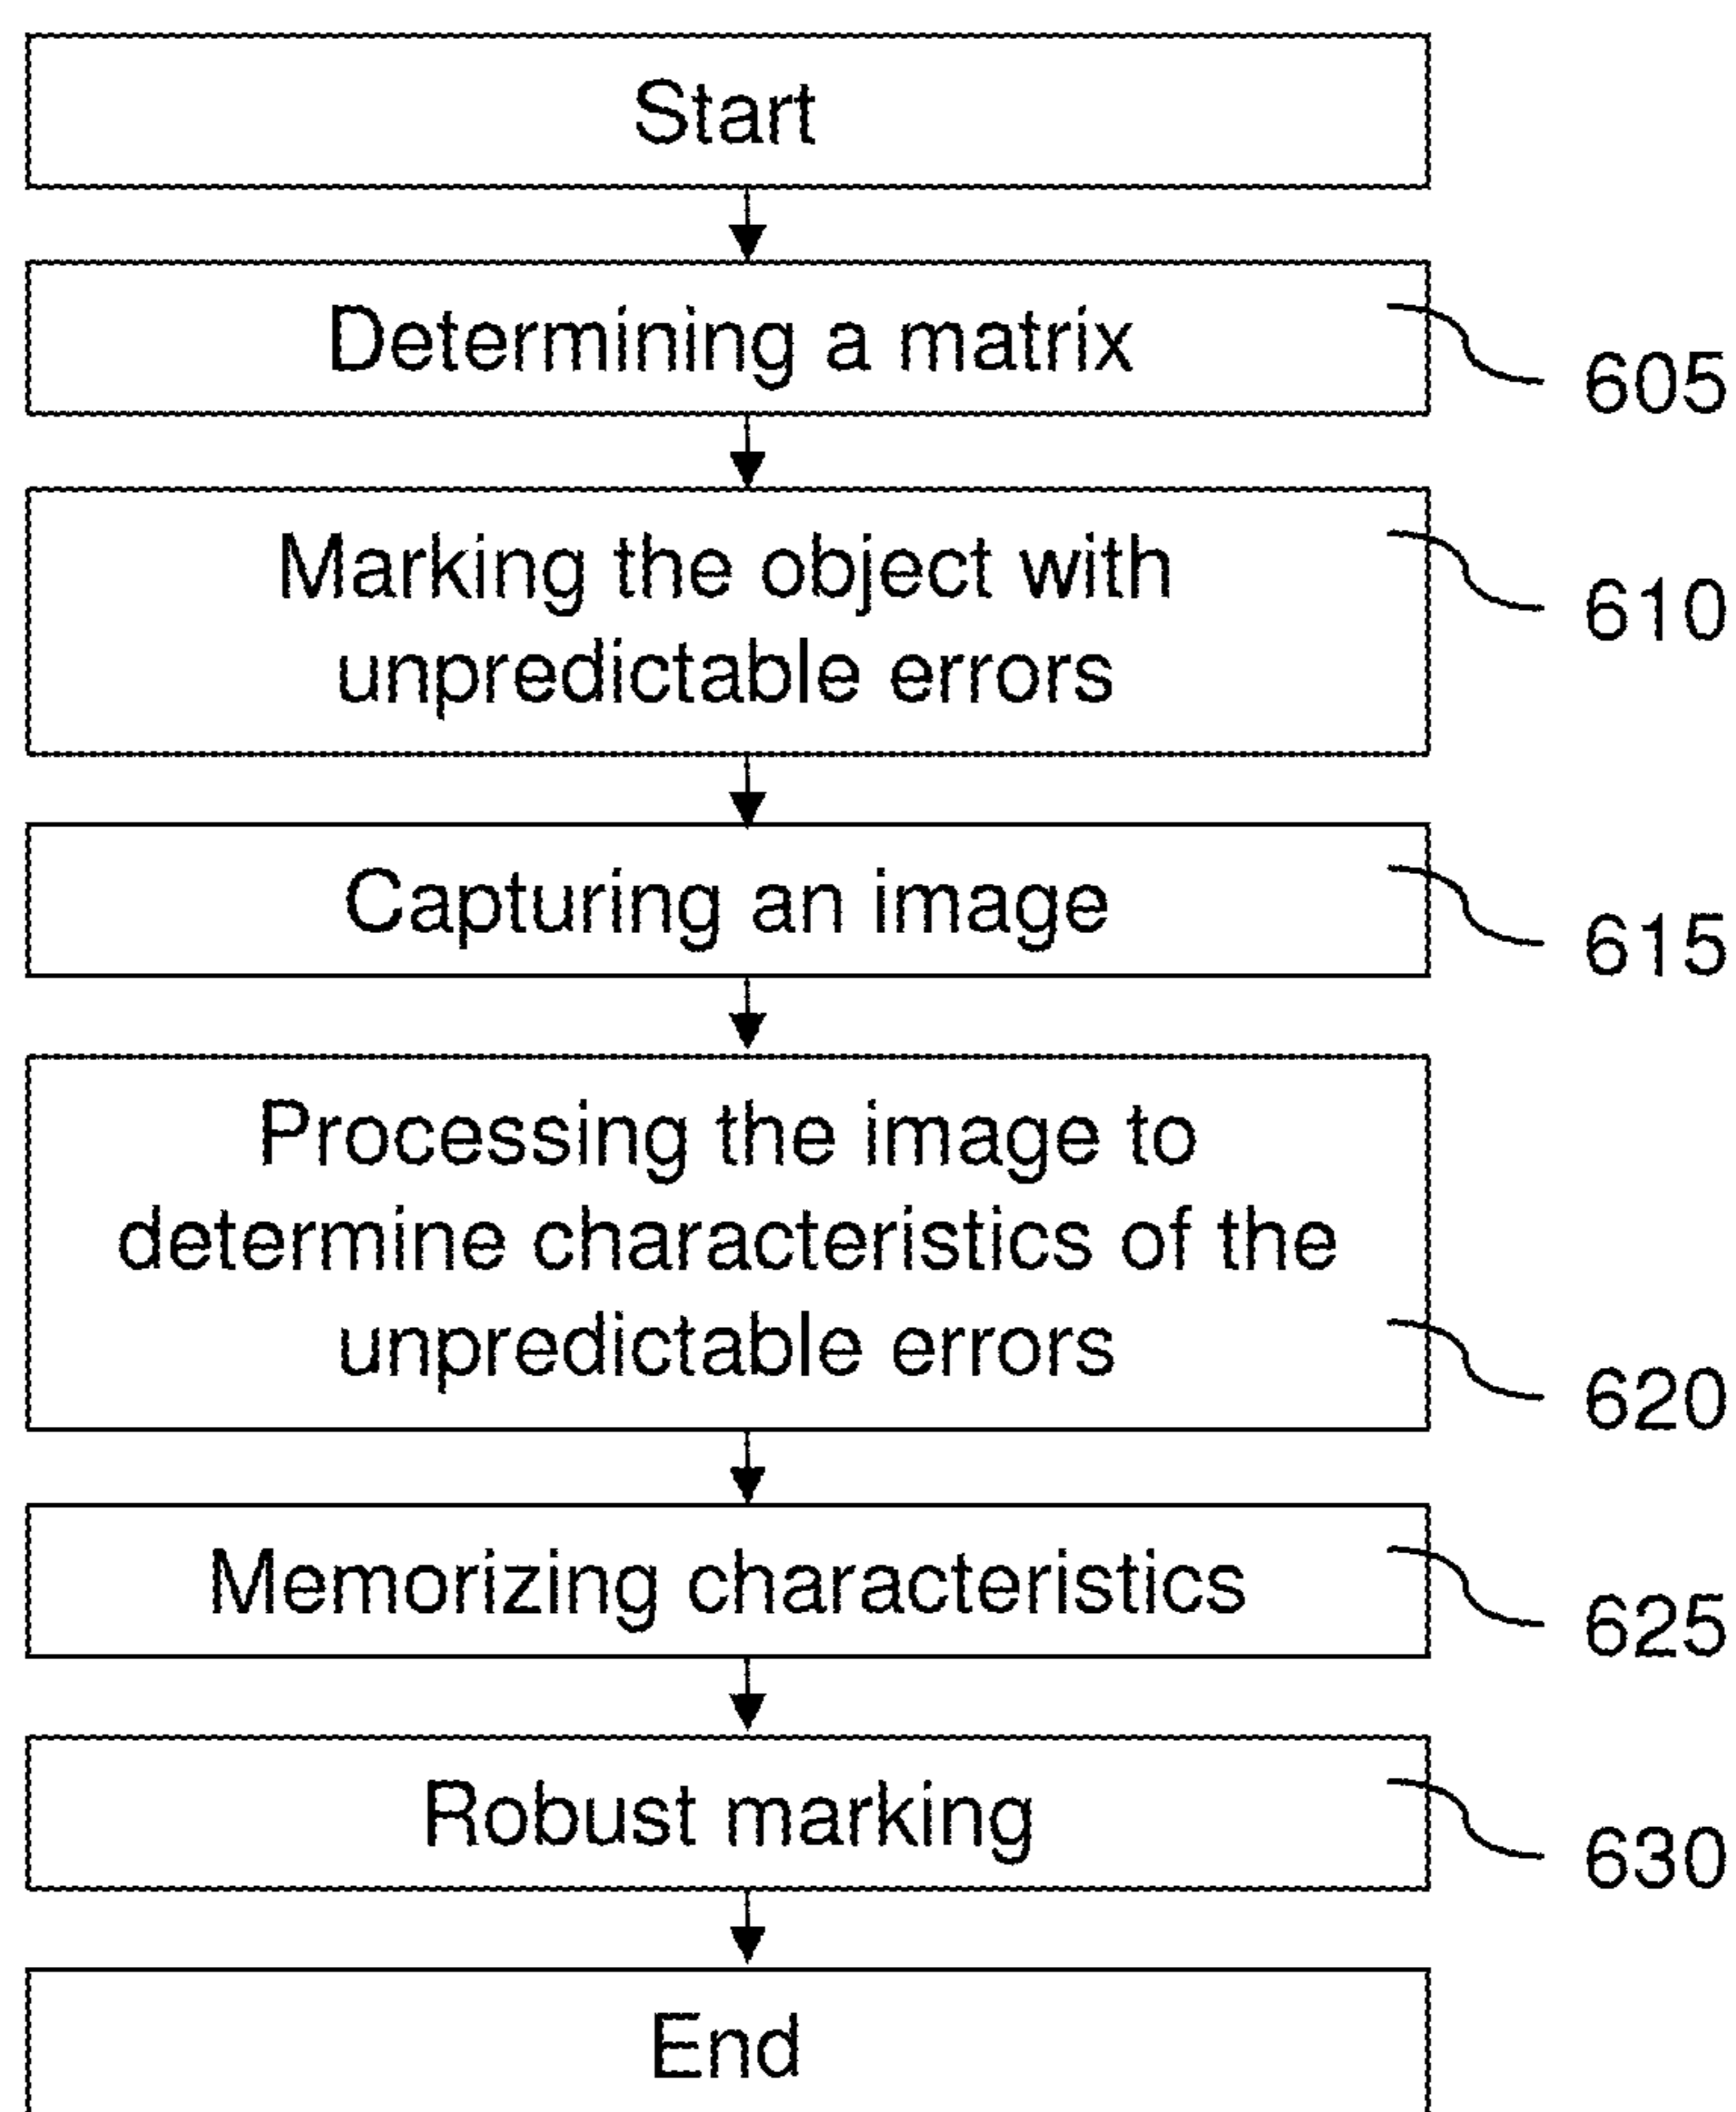 Start
Determining a matrix
605
Marking the object with
unpredictable errors
610
Capturing an image
615
Processing the image to
determine characteristics of the
unpredictable errors
620
Memorizing characteristics
625
Robust marking
630
End